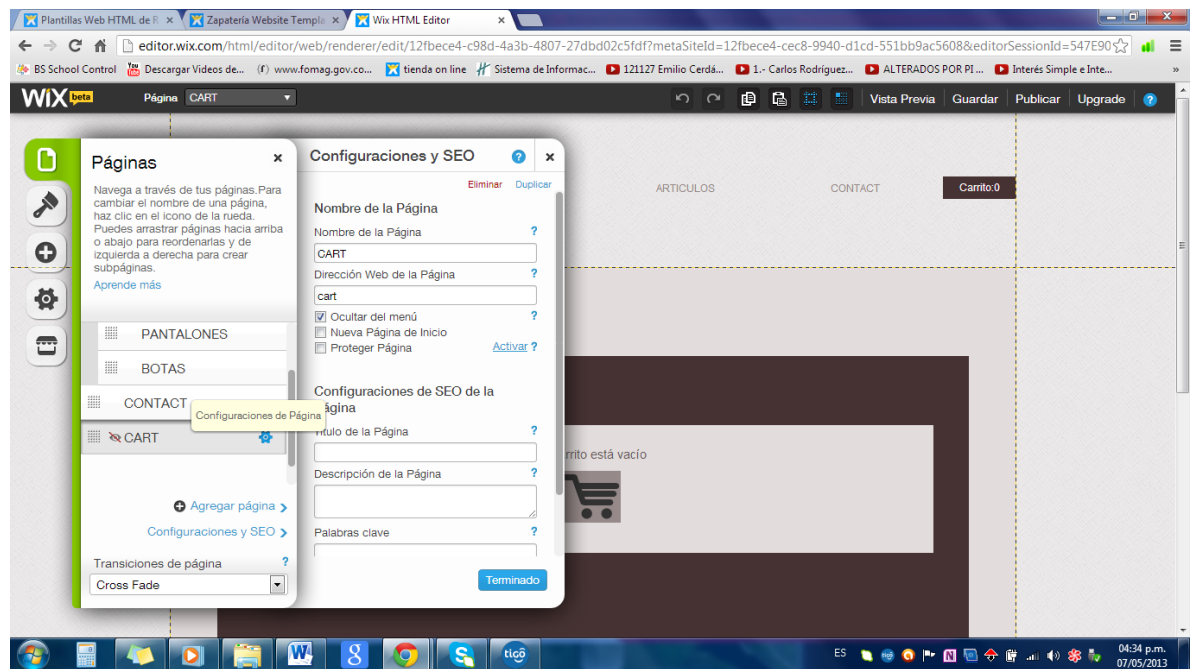 Plantillas Web HTML de R
Zapatería Website Templa
Wix HTML Editor
editor.wix.com/html/editor/web/renderer/edit/12fbece4-c98d-4a3b-4807-27dbd02c5fdf?metaSiteId=12fbece4-cec8-9940-d1cd-551bb9ac5608&editorSessionId=547E90
BS School Control
Descargar Videos de...
www.fomag.gov.co...
tienda on line
Sistema de Informac...
121127 Emilio Cerdá...
1.- Carlos Rodríguez...
ALTERADOS POR PI ...
Interés Simple e Inte...
»
WiX beta
Página CART
Vista Previa
Guardar
Publicar
Upgrade
?
Páginas
Navega a través de tus páginas.Para
cambiar el nombre de una página,
haz clic en el icono de la rueda.
Puedes arrastrar páginas hacia arriba
o abajo para reordenarlas y de
izquierda a derecha para crear
subpáginas.
Aprende más
PANTALONES
BOTAS
CONTACT
Configuraciones de Página
CART
Agregar página
Configuraciones y SEO
Transiciones de página ?
Cross Fade
Configuraciones y SEO ?
Eliminar Duplicar
Nombre de la Página
Nombre de la Página ?
CART
Dirección Web de la Página ?
cart
Ocultar del menú ?
Nueva Página de Inicio
Proteger Página Activar ?
Configuraciones de SEO de la
página
Título de la Página ?
Descripción de la Página ?
Palabras clave ?
Terminado
ARTICULOS
CONTACT
Carrito:0
rrito está vacío
tigo
ES
04:34 p.m.
07/05/2013